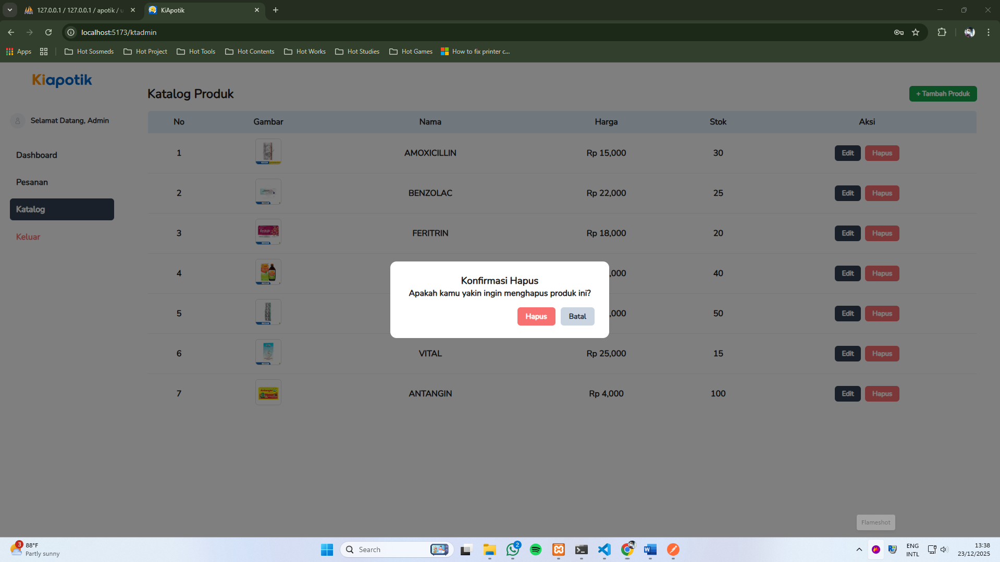 127.0.0.1 / 127.0.0.1 / apotik / u
KiApotik
localhost:5173/ktadmin
Apps
Hot Sosmeds
Hot Project
Hot Tools
Hot Contents
Hot Works
Hot Studies
Hot Games
How to fix printer c...
Kiapotik
Selamat Datang, Admin
Dashboard
Pesanan
Katalog
Keluar
Katalog Produk
+ Tambah Produk
No Gambar Nama Harga Stok Aksi
1 AMOXICILLIN Rp 15,000 30 Edit Hapus
2 BENZOLAC Rp 22,000 25 Edit Hapus
3 FERITRIN Rp 18,000 20 Edit Hapus
4 ,000 40 Edit Hapus
5 ,000 50 Edit Hapus
6 VITAL Rp 25,000 15 Edit Hapus
7 ANTANGIN Rp 4,000 100 Edit Hapus
Konfirmasi Hapus
Apakah kamu yakin ingin menghapus produk ini?
Hapus
Batal
Flameshot
3
88°F
Partly sunny
Search
2
ENG
INTL
13:38
23/12/2025